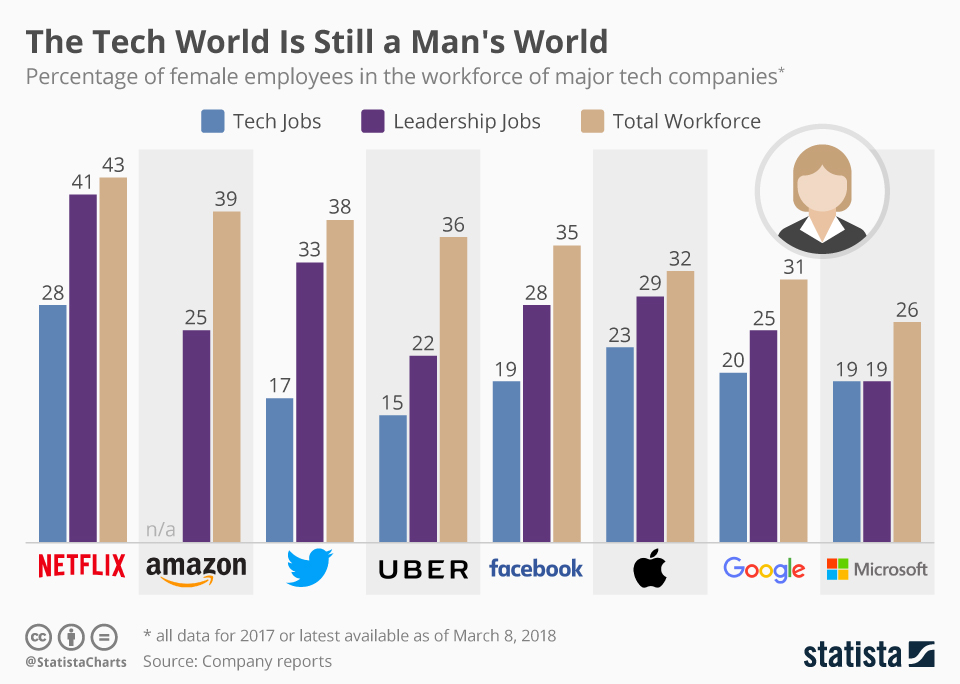 The Tech World Is Still a Man's World
Percentage of female employees in the workforce of major tech companies*
Tech Jobs Leadership Jobs Total Workforce
28 41 43
n/a 25 39
17 33 38
15 22 36
19 28 35
23 29 32
20 25 31
19 19 26
NETFLIX amazon UBER facebook Google Microsoft
cc =
@StatistaCharts
* all data for 2017 or latest available as of March 8, 2018
Source: Company reports
statista